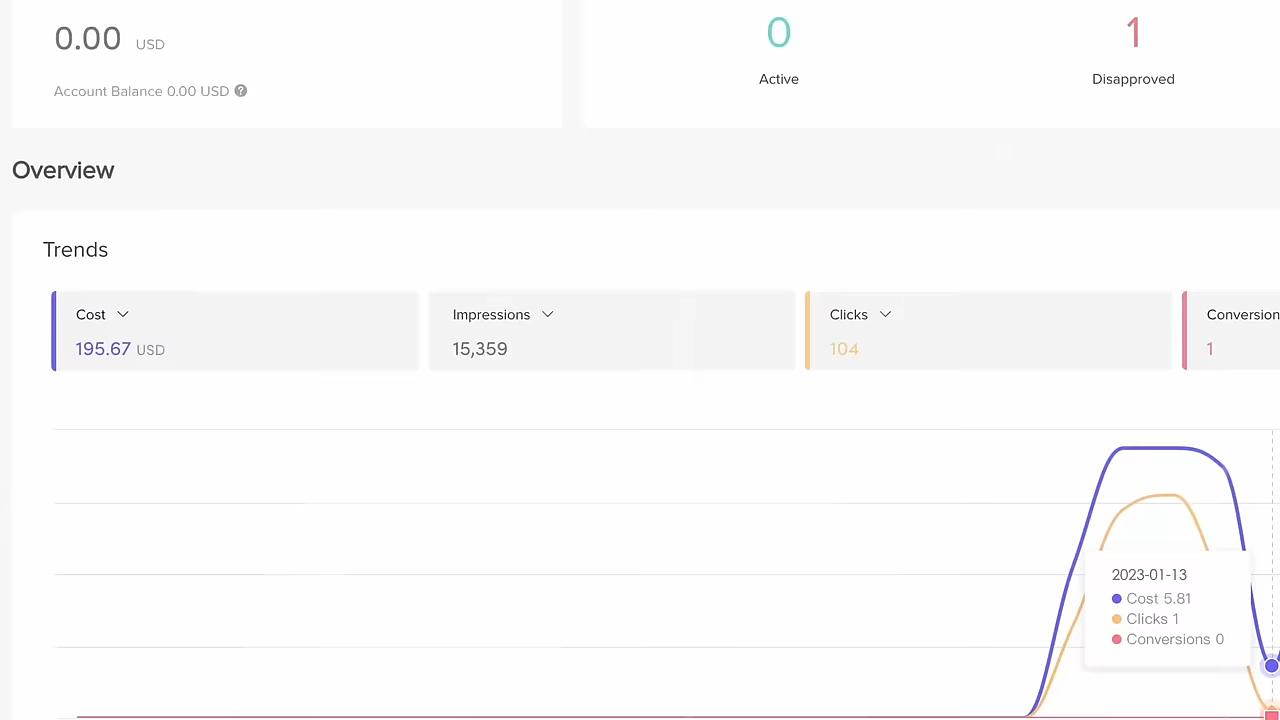 0.00 USD
Account Balance 0.00 USD ?
0
Active
1
Disapproved
Overview
Trends
Cost
195.67 USD
Impressions
15,359
Clicks
104
Conversion
1
2023-01-13
Cost 5.81
Clicks 1
Conversions 0